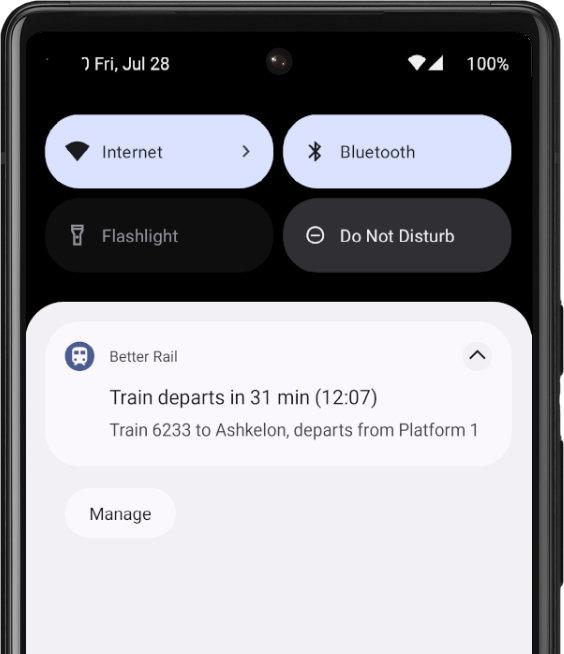 Fri, Jul 28 100%
Internet
Bluetooth
Flashlight
Do Not Disturb
Better Rail
Train departs in 31 min (12:07)
Train 6233 to Ashkelon, departs from Platform 1
Manage